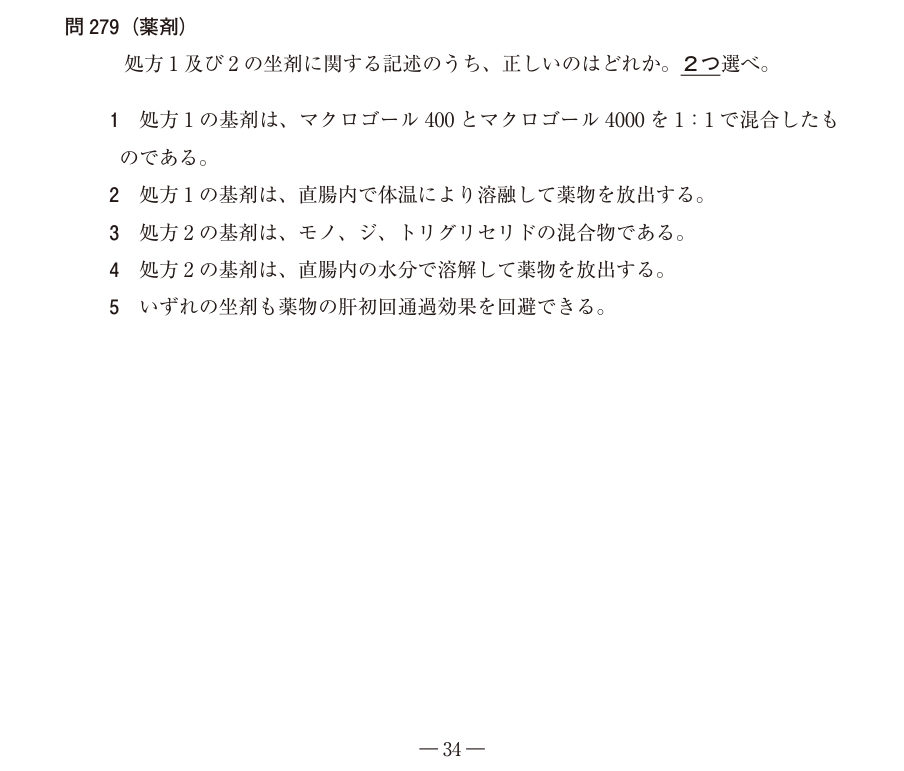 問 279（薬剤）
処方１及び２の坐剤に関する記述のうち、正しいのはどれか。２つ選べ。
1 処方１の基剤は、マクロゴール 400 とマクロゴール 4000 を１：１で混合したも
のである。
2 処方１の基剤は、直腸内で体温により溶融して薬物を放出する。
3 処方２の基剤は、モノ、ジ、トリグリセリドの混合物である。
4 処方２の基剤は、直腸内の水分で溶解して薬物を放出する。
5 いずれの坐剤も薬物の肝初回通過効果を回避できる。
― 34 ―